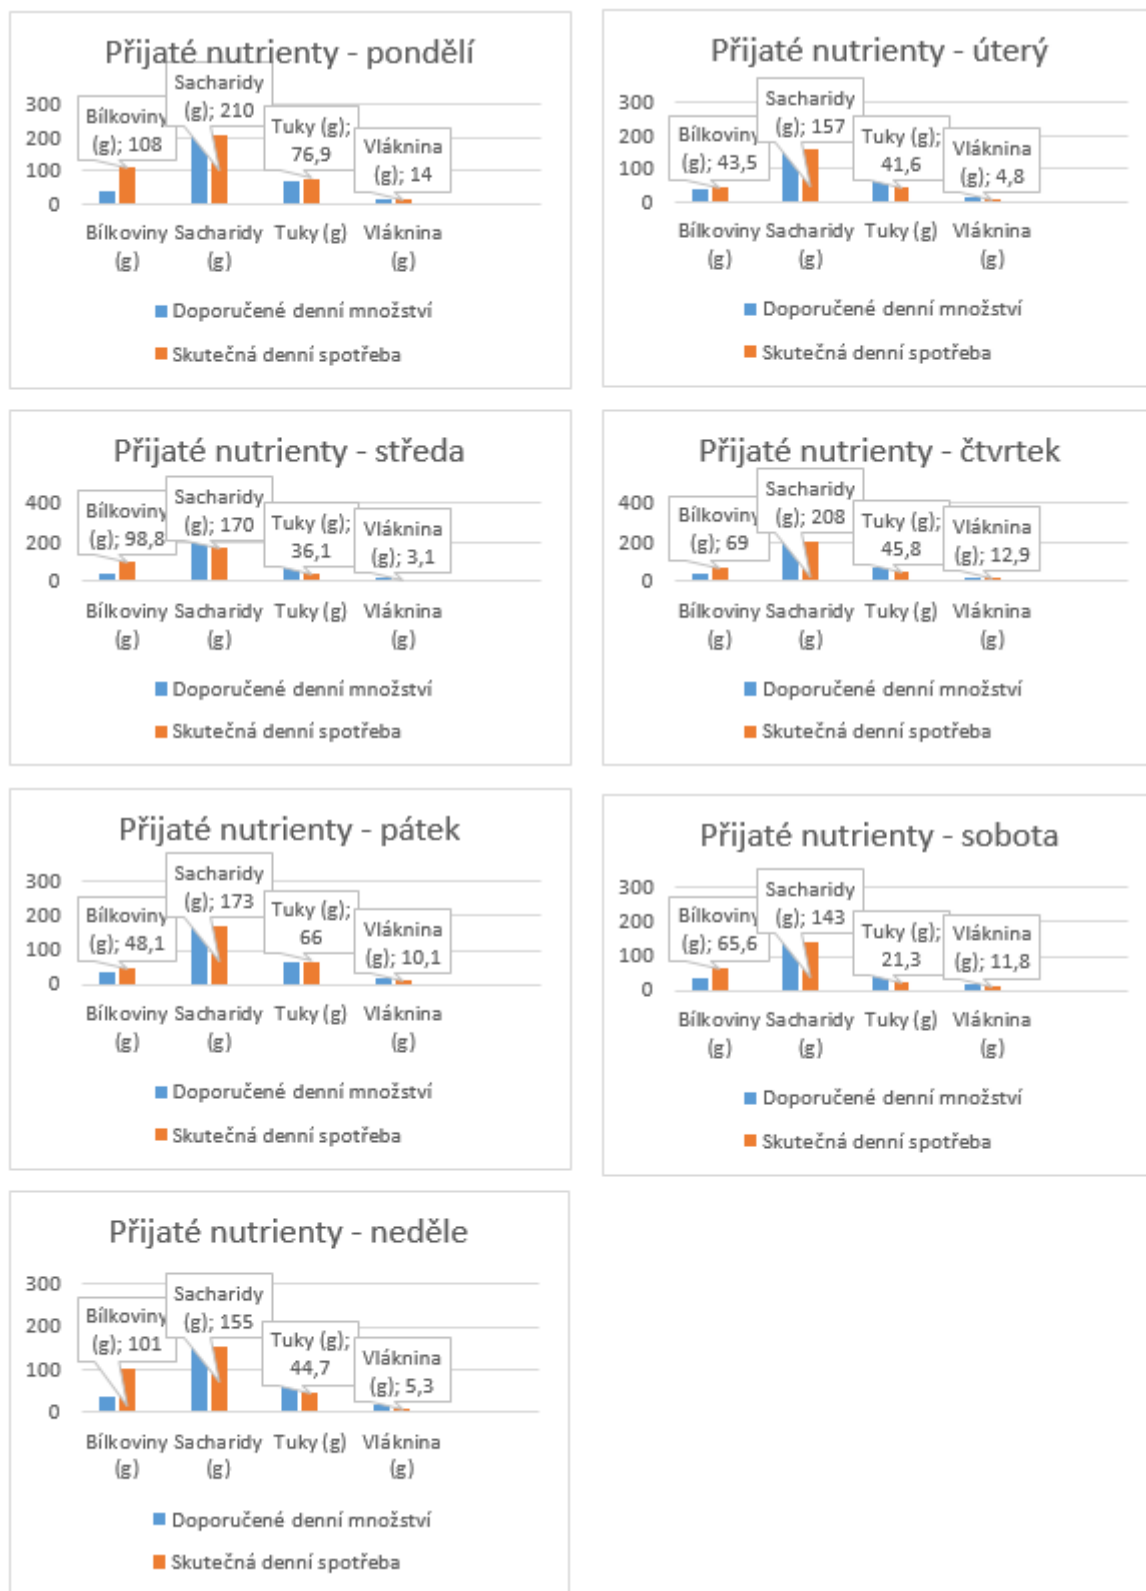 Přijaté nutrienty - pondělí
300
200
100
0
Bílkoviny
(g); 108
Sacharidy
(g); 210
Tuky (g);
76,9
Vláknina
(g); 14
Bílkoviny
(g)
Sacharidy
(g)
Tuky (g)
Vláknina
(g)
Doporučené denní množství
Skutečná denní spotřeba
Přijaté nutrienty - úterý
300
200
100
0
Bílkoviny
(g); 43,5
Sacharidy
(g); 157
Tuky (g);
41,6
Vláknina
(g); 4,8
Bílkoviny
(g)
Sacharidy
(g)
Tuky (g)
Vláknina
(g)
Doporučené denní množství
Skutečná denní spotřeba
Přijaté nutrienty - středa
400
200
0
Bílkoviny
(g); 98,8
Sacharidy
(g); 170
Tuky (g);
36,1
Vláknina
(g); 3,1
Bílkoviny
(g)
Sacharidy
(g)
Tuky (g)
Vláknina
(g)
Doporučené denní množství
Skutečná denní spotřeba
Přijaté nutrienty - čtvrtek
400
200
0
Bílkoviny
(g); 69
Sacharidy
(g); 208
Tuky (g);
45,8
Vláknina
(g); 12,9
Bílkoviny
(g)
Sacharidy
(g)
Tuky (g)
Vláknina
(g)
Doporučené denní množství
Skutečná denní spotřeba
Přijaté nutrienty - pátek
300
200
100
0
Bílkoviny
(g); 48,1
Sacharidy
(g); 173
Tuky (g);
66
Vláknina
(g); 10,1
Bílkoviny
(g)
Sacharidy
(g)
Tuky (g)
Vláknina
(g)
Doporučené denní množství
Skutečná denní spotřeba
Přijaté nutrienty - sobota
300
200
100
0
Bílkoviny
(g); 65,6
Sacharidy
(g); 143
Tuky (g);
21,3
Vláknina
(g); 11,8
Bílkoviny
(g)
Sacharidy
(g)
Tuky (g)
Vláknina
(g)
Doporučené denní množství
Skutečná denní spotřeba
Přijaté nutrienty - neděle
300
200
100
0
Bílkoviny
(g); 101
Sacharidy
(g); 155
Tuky (g);
44,7
Vláknina
(g); 5,3
Bílkoviny
(g)
Sacharidy
(g)
Tuky (g)
Vláknina
(g)
Doporučené denní množství
Skutečná denní spotřeba